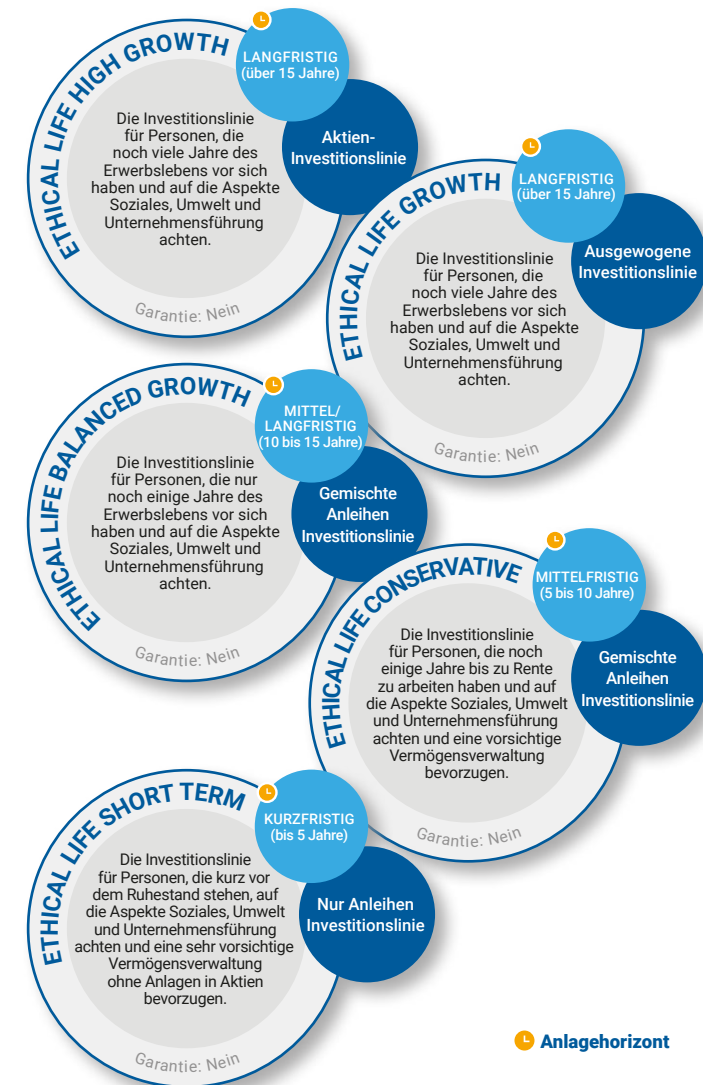 ETHICAL LIFE HIGH GROWTH
LANGFRISTIG
(über 15 Jahre)
Aktien-
Investitionslinie
Die Investitionslinie
für Personen, die
noch viele Jahre des
Erwerbslebens vor sich
haben und auf die Aspekte
Soziales, Umwelt und
Unternehmensführung
achten.
Garantie: Nein
ETHICAL LIFE GROWTH
LANGFRISTIG
(über 15 Jahre)
Ausgewogene
Investitionslinie
Die Investitionslinie
für Personen, die
noch viele Jahre des
Erwerbslebens vor sich
haben und auf die Aspekte
Soziales, Umwelt und
Unternehmensführung
achten.
Garantie: Nein
ETHICAL LIFE BALANCED GROWTH
MITTEL/
LANGFRISTIG
(10 bis 15 Jahre)
Gemischte
Anleihen
Investitionslinie
Die Investitionslinie
für Personen, die nur
noch einige Jahre des
Erwerbslebens vor sich
haben und auf die Aspekte
Soziales, Umwelt und
Unternehmensführung
achten.
Garantie: Nein
ETHICAL LIFE CONSERVATIVE
MITTELFRISTIG
(5 bis 10 Jahre)
Gemischte
Anleihen
Investitionslinie
Die Investitionslinie
für Personen, die noch
einige Jahre bis zu Rente
zu arbeiten haben und auf
die Aspekte Soziales, Umwelt
und Unternehmensführung
achten und eine vorsichtige
Vermögensverwaltung
bevorzugen.
Garantie: Nein
ETHICAL LIFE SHORT TERM
KURZFRISTIG
(bis 5 Jahre)
Nur Anleihen
Investitionslinie
Die Investitionslinie
für Personen, die kurz vor
dem Ruhestand stehen, auf
die Aspekte Soziales, Umwelt
und Unternehmensführung
achten und eine sehr vorsichtige
Vermögensverwaltung
ohne Anlagen in Aktien
bevorzugen.
Garantie: Nein
Anlagehorizont